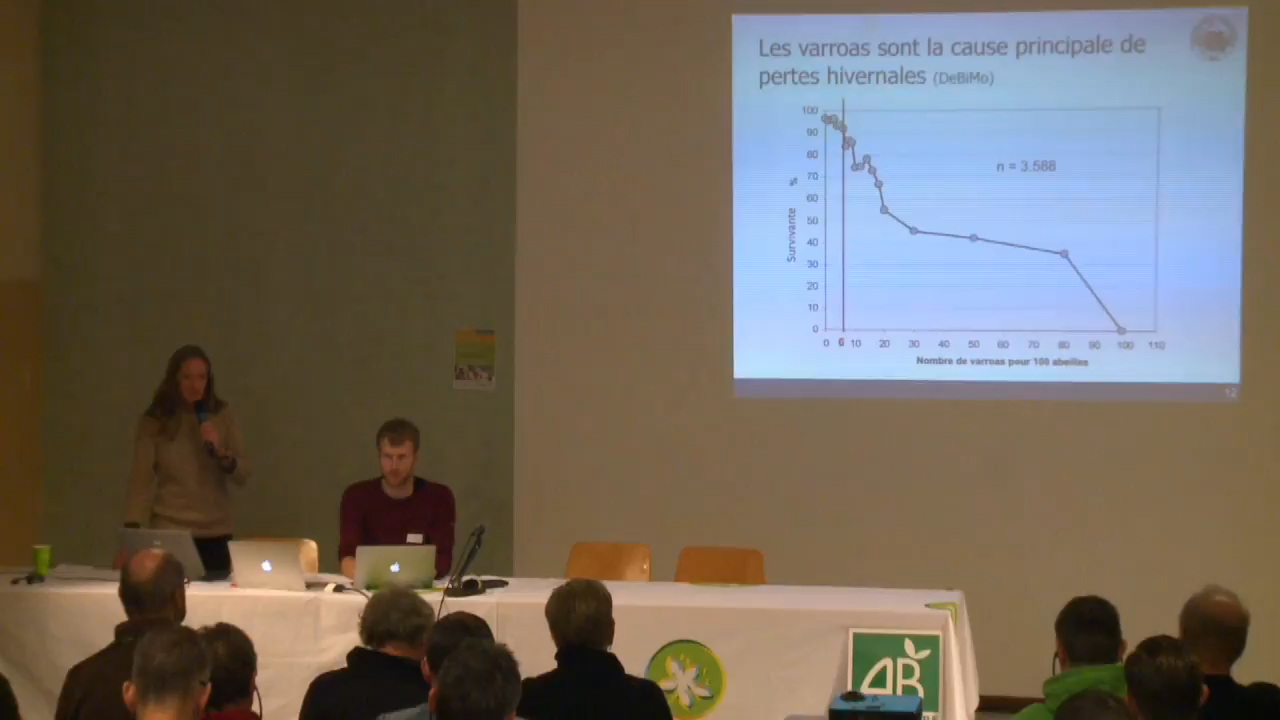 Les varroas sont la cause principale de
pertes hivernales (DeBiMo)
100
90
80
70
60
50
40
30
20
10
0
Survivante %
n = 3.588
0 6 10 20 30 40 50 60 70 80 90 100 110
Nombre de varroas pour 100 abeilles
12
AB